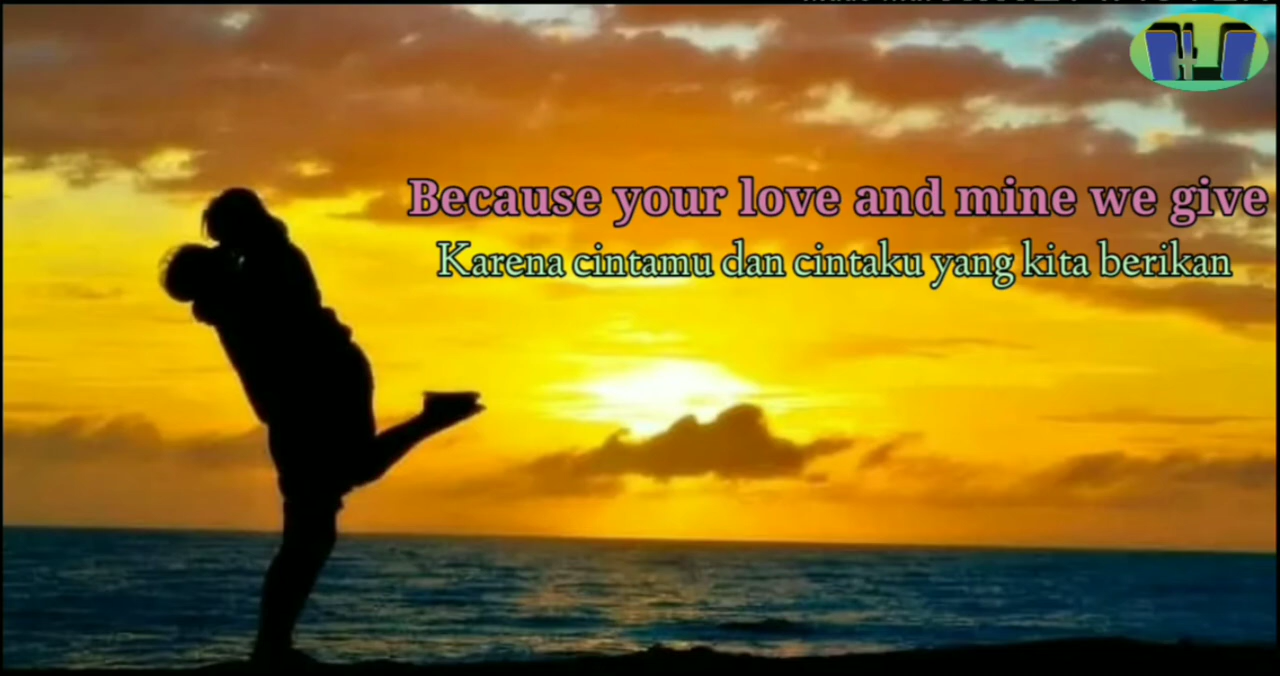 Because your love and mine we give
Karena cintamu dan cintaku yang kita berikan